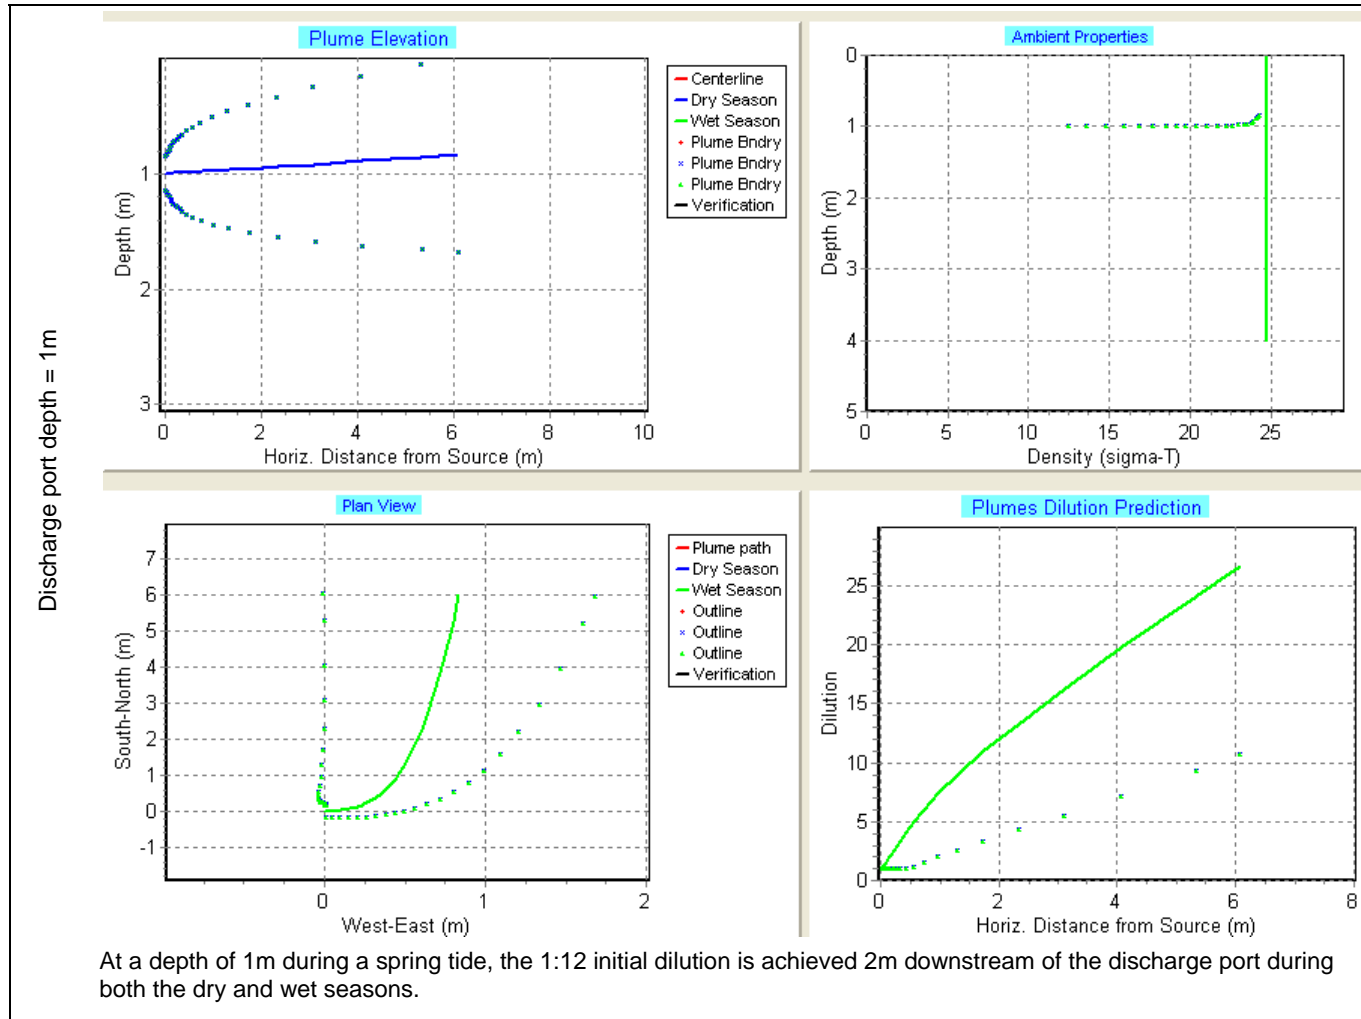 Discharge port depth = 1m
Plume Elevation
1
2
3
0
2
4
6
8
10
Depth (m)
Horiz. Distance from Source (m)
Centerline
Dry Season
Wet Season
Plume Bndry
Plume Bndry
Plume Bndry
Verification
Ambient Properties
0
1
2
3
4
5
0
5
10
15
20
25
Depth (m)
Density (sigma-T)
Plan View
7
6
5
4
3
2
1
0
-1
0
1
2
South-North (m)
West-East (m)
Plume path
Dry Season
Wet Season
Outline
Outline
Outline
Verification
Plumes Dilution Prediction
25
20
15
10
5
0
0
2
4
6
8
Dilution
Horiz. Distance from Source (m)
At a depth of 1m during a spring tide, the 1:12 initial dilution is achieved 2m downstream of the discharge port during
both the dry and wet seasons.